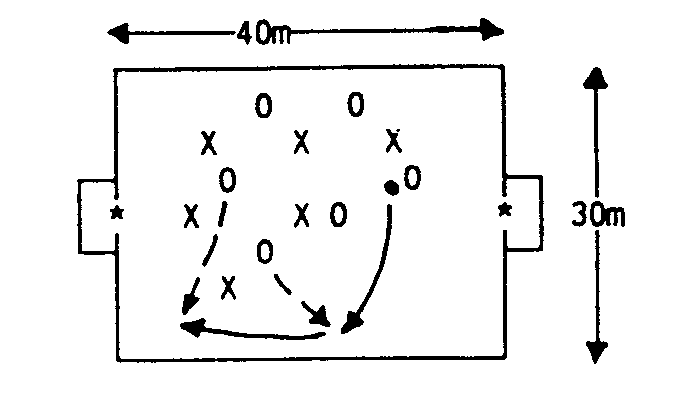 40m
O O
X X X
O O
* X X O * 30m
O
X